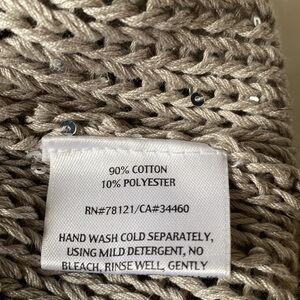 90% COTTON
10% POLYESTER
RN#78121/CA#34460
HAND WASH COLD SEPARATELY,
USING MILD DETERGENT, NO
BLEACH, RINSE WELL, GENTLY